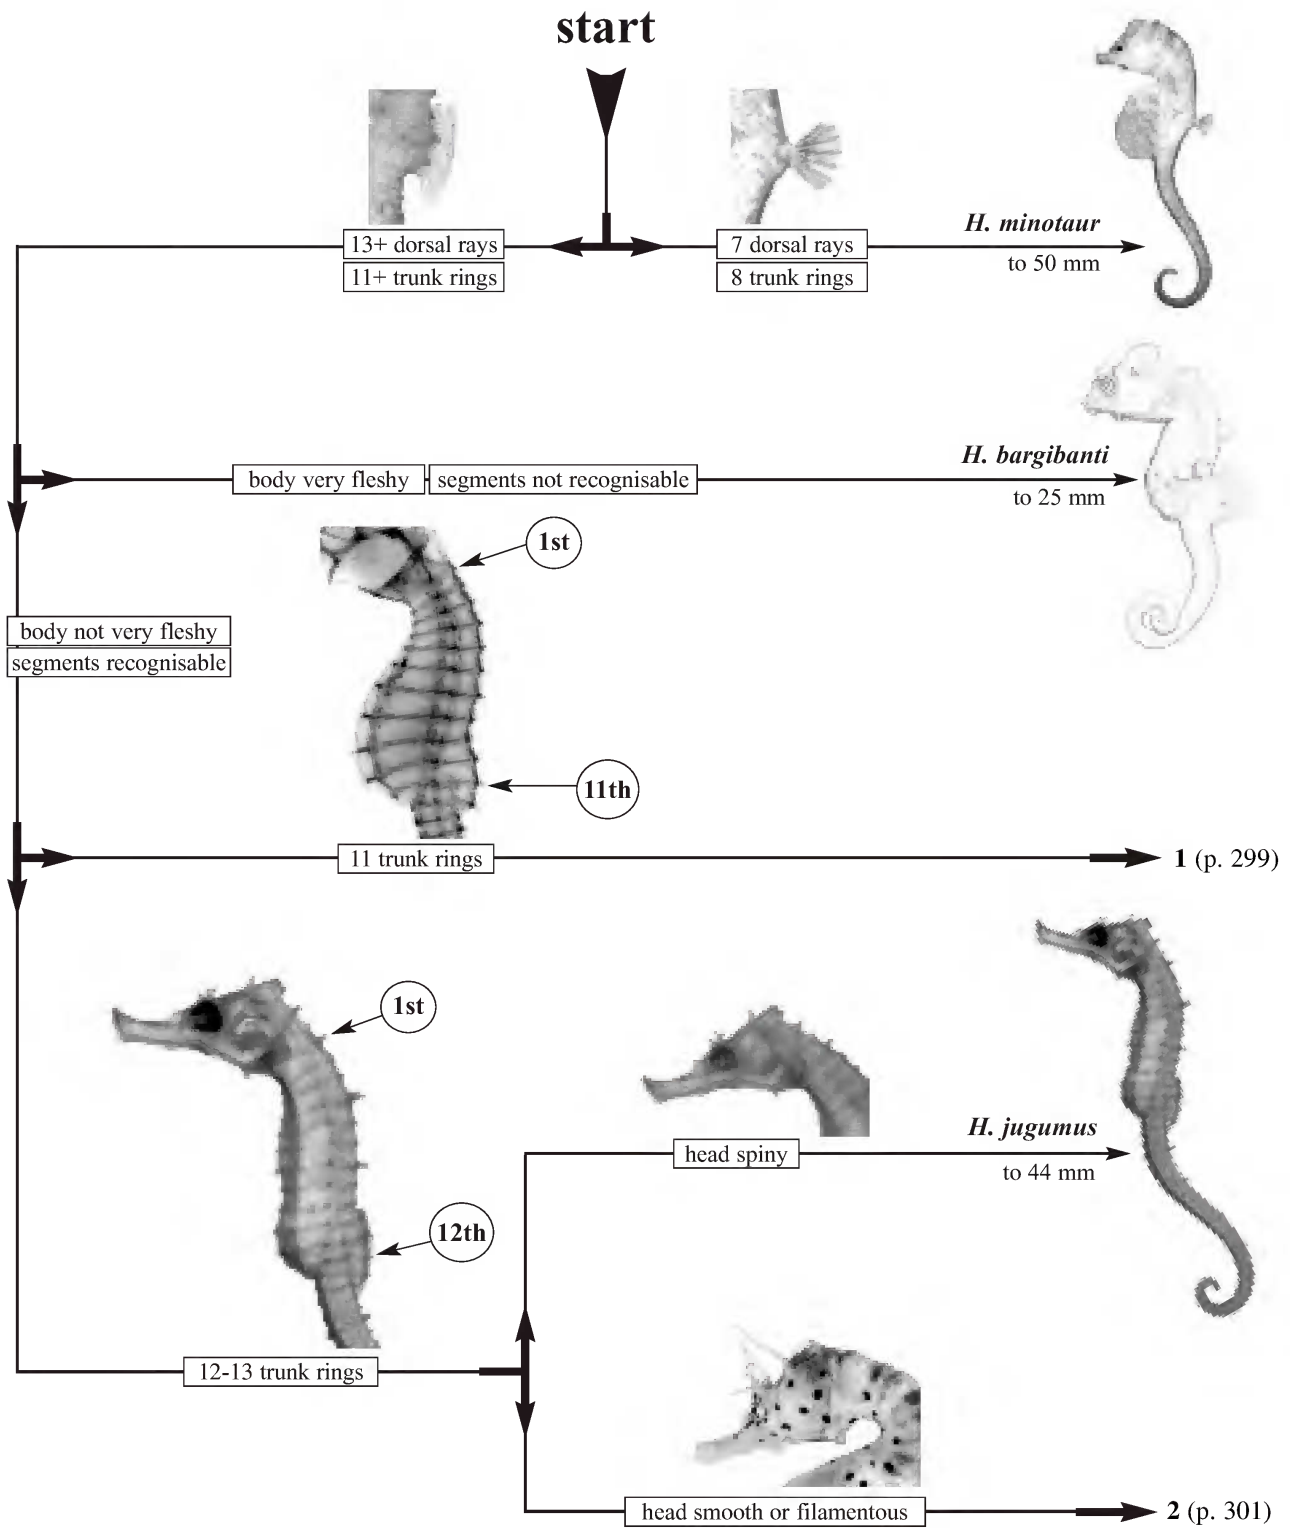 start
13+ dorsal rays
11+ trunk rings
7 dorsal rays
8 trunk rings
H. minotaur
to 50 mm
body very fleshy
segments not recognisable
H. bargibanti
to 25 mm
1st
body not very fleshy
segments recognisable
11th
11 trunk rings
1 (p. 299)
1st
12th
head spiny
H. jugumus
to 44 mm
12-13 trunk rings
head smooth or filamentous
2 (p. 301)